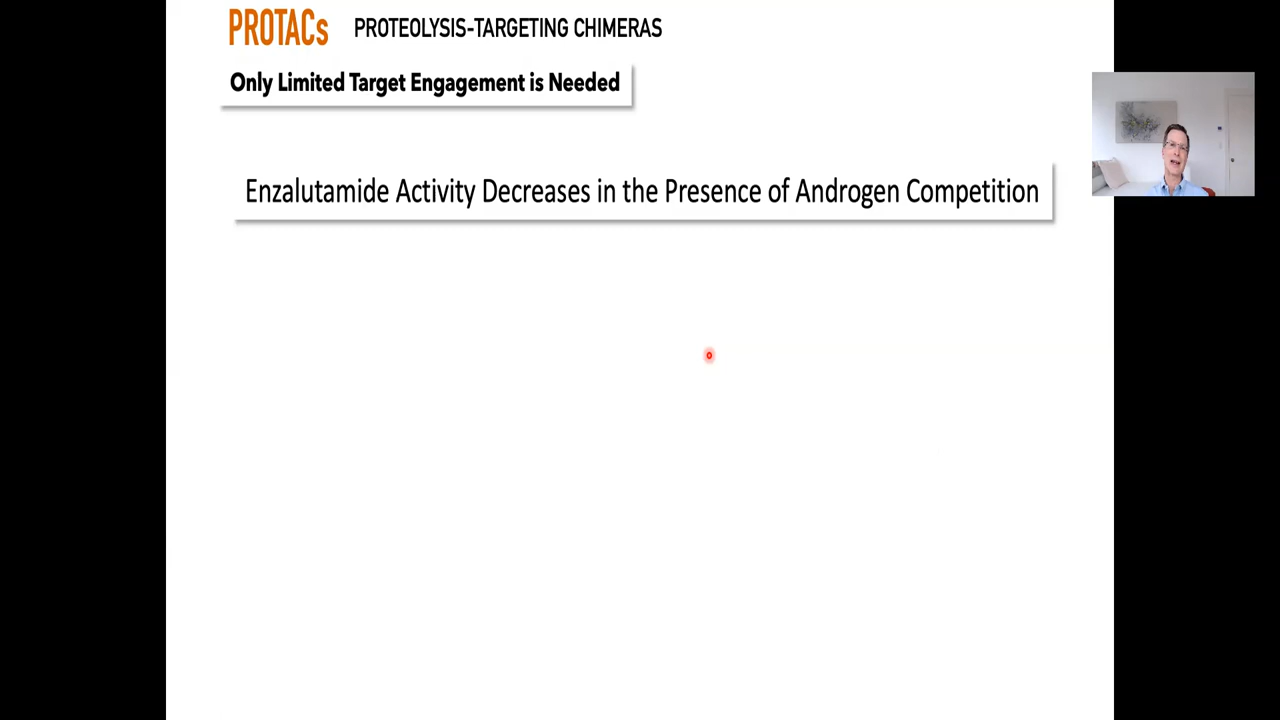 PROTACs PROTEOLYSIS-TARGETING CHIMERAS
Only Limited Target Engagement is Needed
Enzalutamide Activity Decreases in the Presence of Androgen Competition